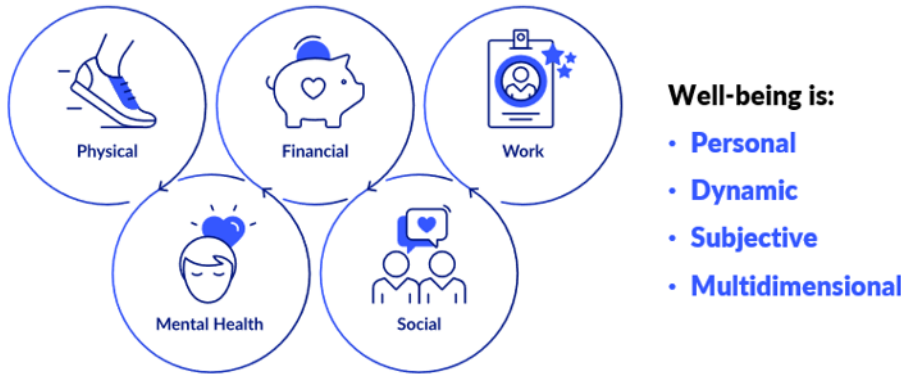 Physical
Financial
Work
Mental Health
Social
Well-being is:
• Personal
• Dynamic
• Subjective
• Multidimensional